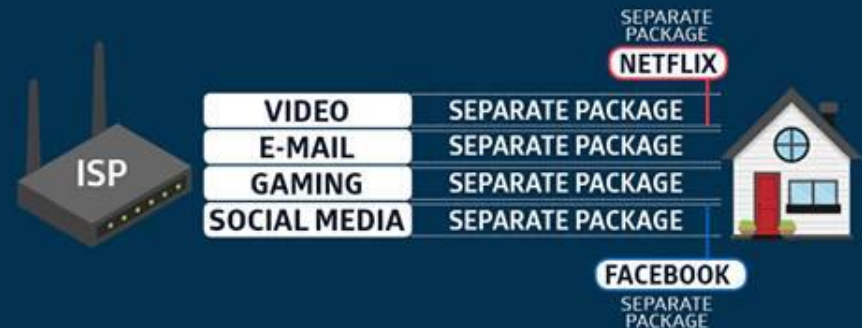 SEPARATE
PACKAGE
NETFLIX
ISP
VIDEO SEPARATE PACKAGE
E-MAIL SEPARATE PACKAGE
GAMING SEPARATE PACKAGE
SOCIAL MEDIA SEPARATE PACKAGE
FACEBOOK
SEPARATE
PACKAGE